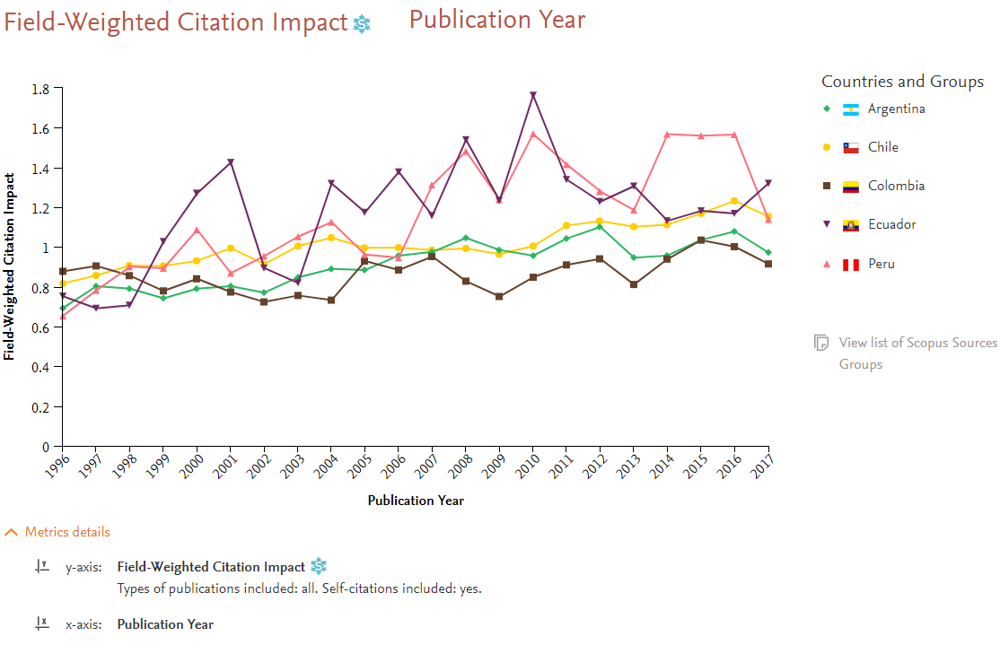 Field-Weighted Citation Impact
Publication Year
Countries and Groups
Argentina
Chile
Colombia
Ecuador
Peru
View list of Scopus Sources
Groups
Field-Weighted Citation Impact
1.8
1.6
1.4
1.2
1
0.8
0.6
0.4
0.2
0
1996
1997
1998
1999
2000
2001
2002
2003
2004
2005
2006
2007
2008
2009
2010
2011
2012
2013
2014
2015
2016
2017
Publication Year
Metrics details
y-axis: Field-Weighted Citation Impact
Types of publications included: all. Self-citations included: yes.
x-axis: Publication Year